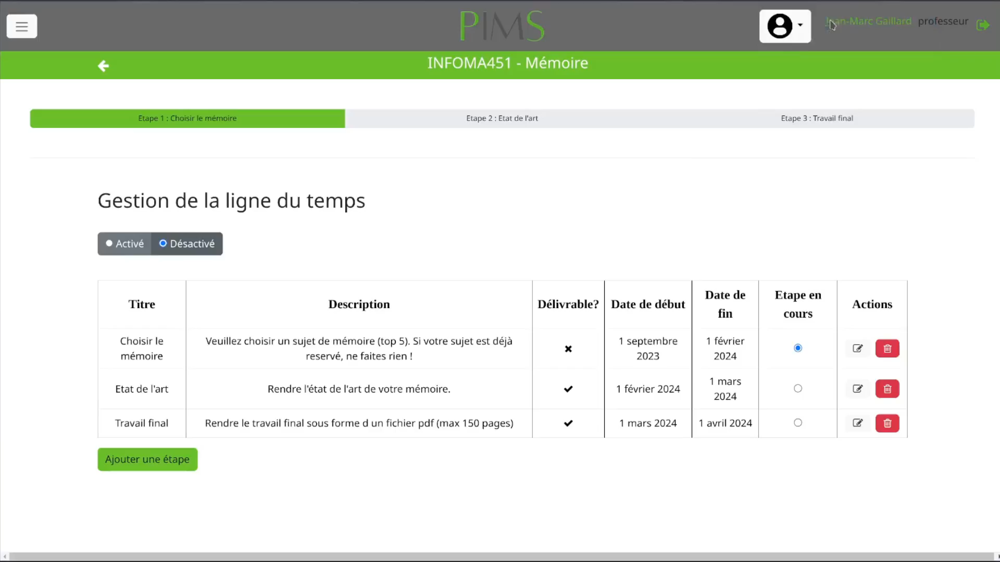 PIMS
Jean-Marc Gaillard professeur
INFOMA451 - Mémoire
Etape 1 : Choisir le mémoire
Etape 2 : Etat de l'art
Etape 3 : Travail final
Gestion de la ligne du temps
Activé
Désactivé
Titre
Description
Délivrable?
Date de début
Date de
fin
Etape en
cours
Actions
Choisir le
mémoire
Veuillez choisir un sujet de mémoire (top 5). Si votre sujet est déjà
reservé, ne faites rien !
1 septembre
2023
1 février
2024
Etat de l'art
Rendre l'état de l'art de votre mémoire.
1 février 2024
1 mars
2024
Travail final
Rendre le travail final sous forme d un fichier pdf (max 150 pages)
1 mars 2024
1 avril 2024
Ajouter une étape